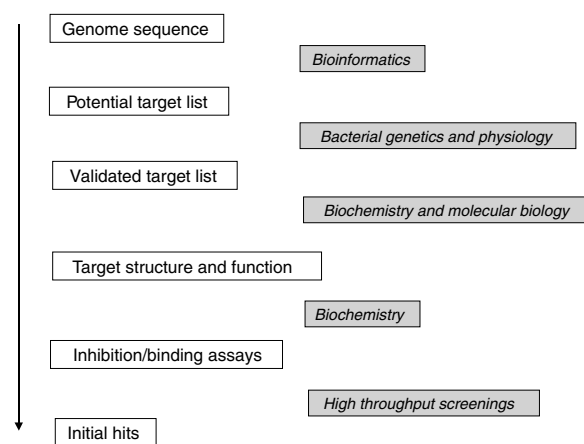 Genome sequence
Bioinformatics
Potential target list
Bacterial genetics and physiology
Validated target list
Biochemistry and molecular biology
Target structure and function
Biochemistry
Inhibition/binding assays
High throughput screenings
Initial hits